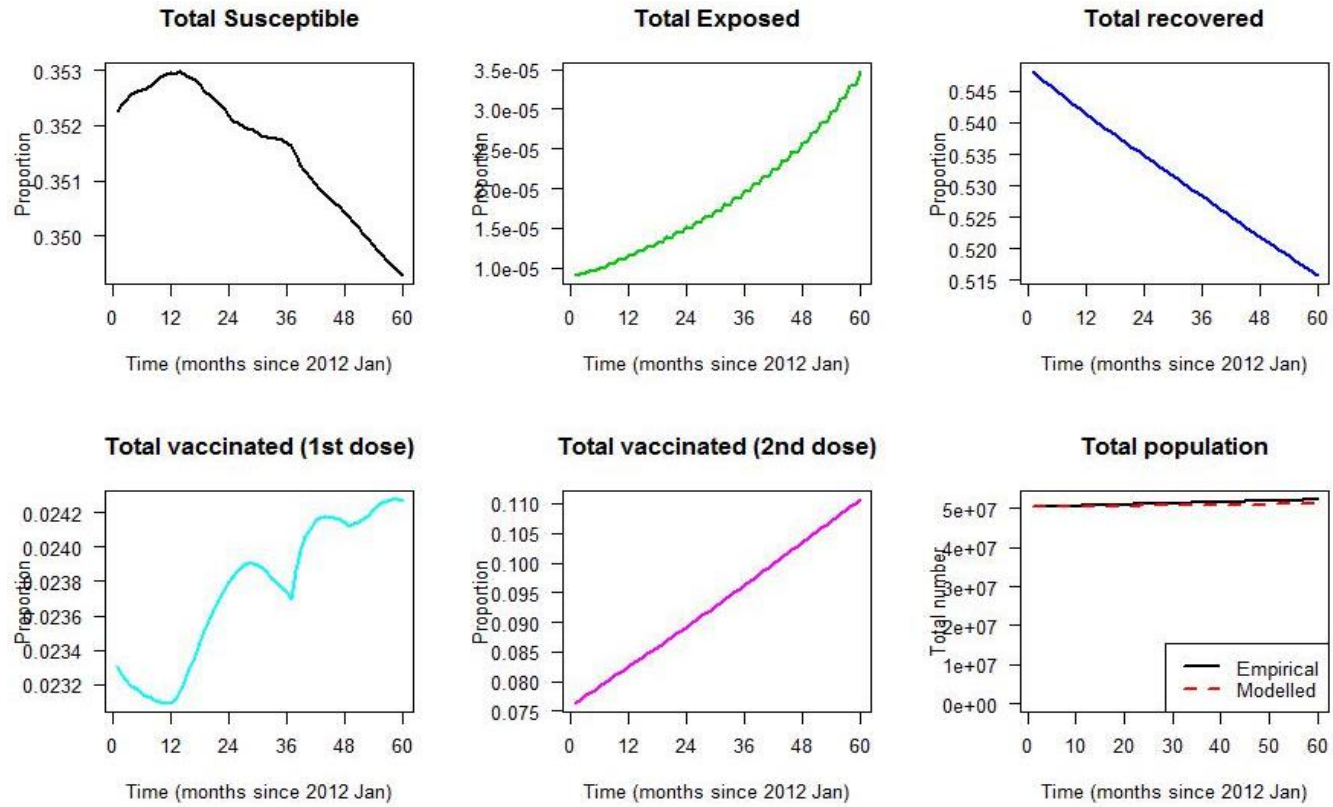 Total Susceptible
0.353
0.352
0.351
0.350
Proportion
0 12 24 36 48 60
Time (months since 2012 Jan)
Total Exposed
3.5e-05
3.0e-05
2.5e-05
2.0e-05
1.5e-05
1.0e-05
Proportion
0 12 24 36 48 60
Time (months since 2012 Jan)
Total recovered
0.545
0.540
0.535
0.530
0.525
0.520
0.515
Proportion
0 12 24 36 48 60
Time (months since 2012 Jan)
Total vaccinated (1st dose)
0.0242
0.0240
0.0238
0.0236
0.0234
0.0232
Proportion
0 12 24 36 48 60
Time (months since 2012 Jan)
Total vaccinated (2nd dose)
0.110
0.105
0.100
0.095
0.090
0.085
0.080
0.075
Proportion
0 12 24 36 48 60
Time (months since 2012 Jan)
Total population
5e+07
4e+07
3e+07
2e+07
1e+07
0e+00
Total number
Empirical
Modelled
0 10 20 30 40 50 60
Time (months since 2012 Jan)